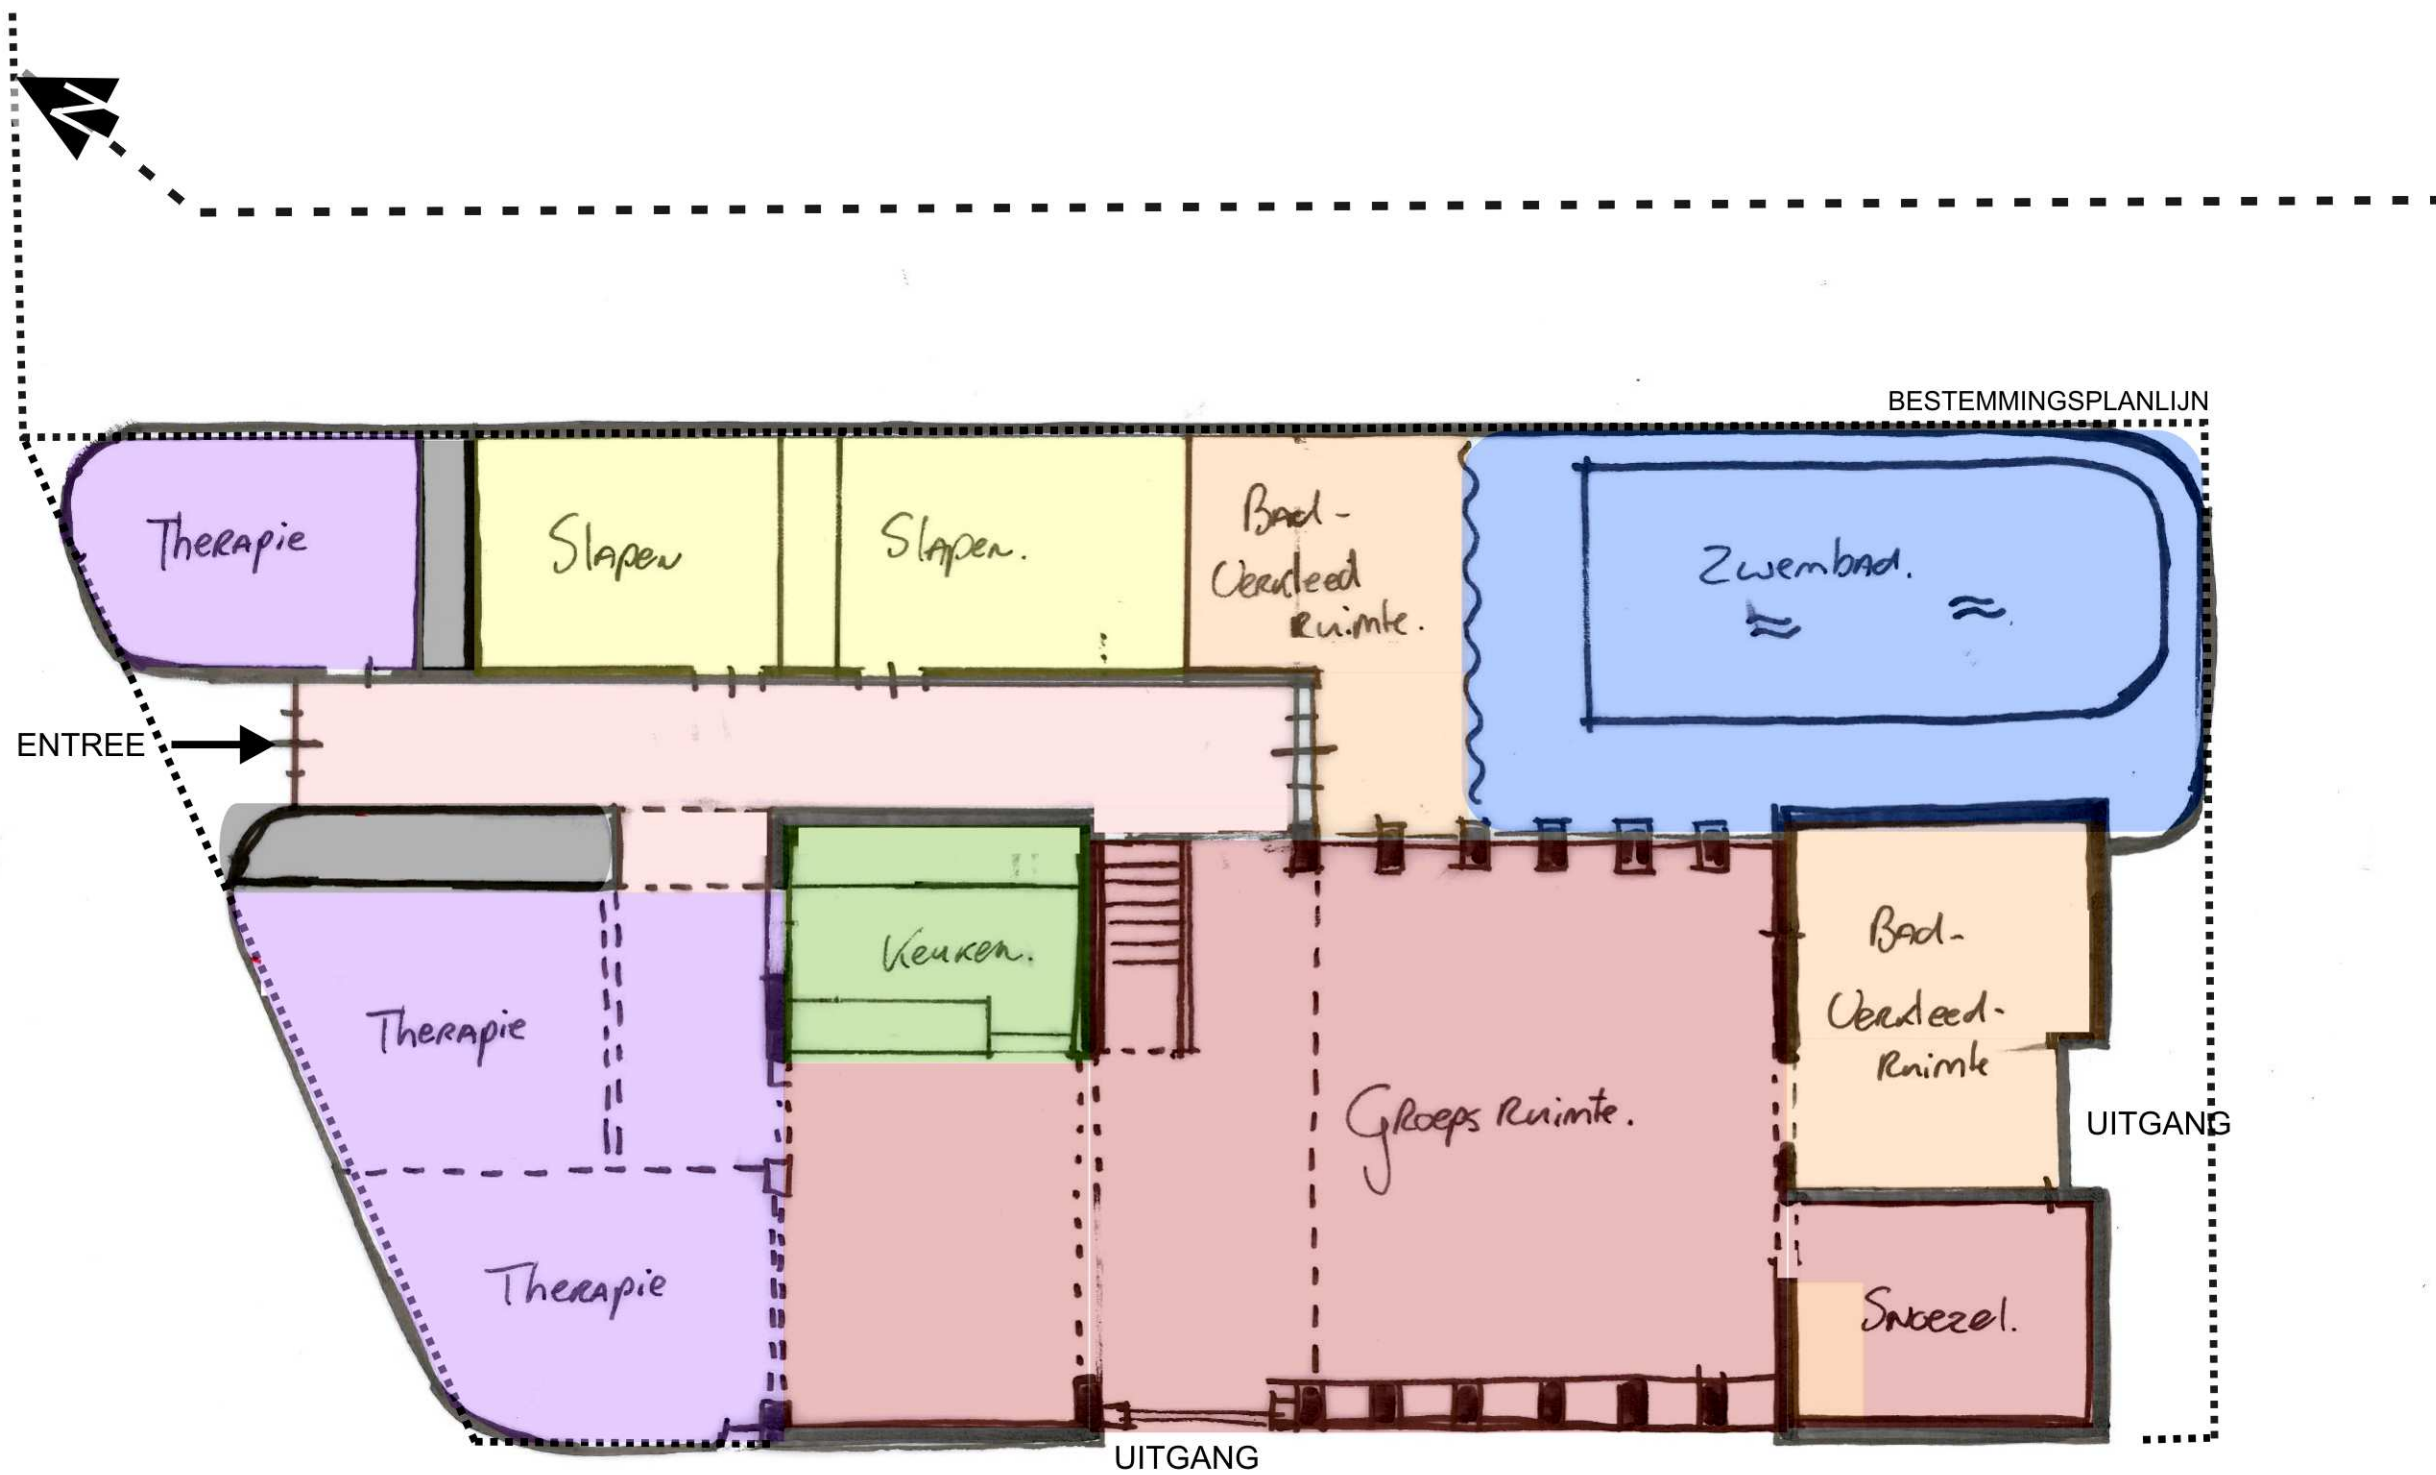 N
BESTEMMINGSPLANLIJN
Therapie
Slapen
Slapen.
Bad-
Verkleed
Ruimte.
Zwembad.
ENTREE
Keuken.
Bad-
Verkleed-
Ruimte
Therapie
Groeps Ruimte.
UITGANG
Therapie
Snoezel.
UITGANG